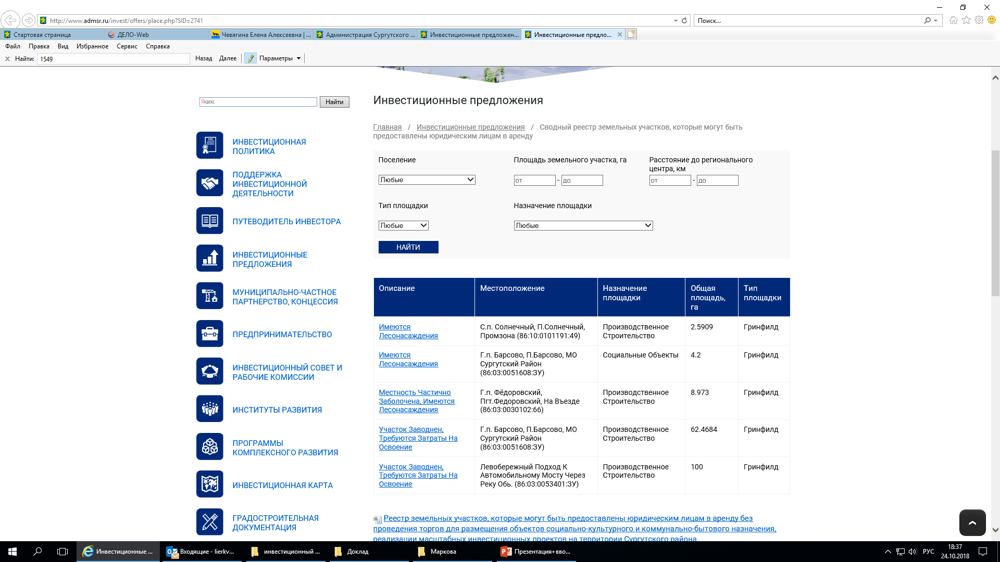 http://www.admsr.ru/invest/offers/place.php?SID=2741
Поиск...
Стартовая страница
ДЕЛО-Web
Чевягина Елена Алексеевна | ...
Администрация Сургутского ...
Инвестиционные предложен...
Инвестиционные предло...
Файл Правка Вид Избранное Сервис Справка
Найти: 1549 Назад Далее Параметры
Яндекс
Найти
ИНВЕСТИЦИОННАЯ
ПОЛИТИКА
ПОДДЕРЖКА
ИНВЕСТИЦИОННОЙ
ДЕЯТЕЛЬНОСТИ
ПУТЕВОДИТЕЛЬ ИНВЕСТОРА
ИНВЕСТИЦИОННЫЕ
ПРЕДЛОЖЕНИЯ
МУНИЦИПАЛЬНО-ЧАСТНОЕ
ПАРТНЕРСТВО, КОНЦЕССИЯ
ПРЕДПРИНИМАТЕЛЬСТВО
ИНВЕСТИЦИОННЫЙ СОВЕТ И
РАБОЧИЕ КОМИССИИ
ИНСТИТУТЫ РАЗВИТИЯ
ПРОГРАММЫ
КОМПЛЕКСНОГО РАЗВИТИЯ
ИНВЕСТИЦИОННАЯ КАРТА
ГРАДОСТРОИТЕЛЬНАЯ
ДОКУМЕНТАЦИЯ
Инвестиционные предложения
Главная / Инвестиционные предложения / Сводный реестр земельных участков, которые могут быть
предоставлены юридическим лицам в аренду
Поселение
Любые
Площадь земельного участка, га
от - до
Расстояние до регионального
центра, км
от - до
Тип площадки
Любые
Назначение площадки
Любые
НАЙТИ
Описание
Местоположение
Назначение
площадки
Общая
площадь,
га
Тип
площадки
Имеются
Лесонасаждения
С.п. Солнечный, П.Солнечный,
Промзона (86:10:0101191:49)
Производственное
Строительство
2.5909
Гринфилд
Имеются
Лесонасаждения
Г.п. Барсово, П.Барсово, МО
Сургутский Район
(86:03:0051608:ЗУ)
Социальные Объекты
4.2
Гринфилд
Местность Частично
Заболочена, Имеются
Лесонасаждения
Г.п. Фёдоровский,
Пгт.Федоровский, На Въезде
(86:03:0030102:66)
Производственное
Строительство
8.973
Гринфилд
Участок Заводнен,
Требуются Затраты На
Освоение
Г.п. Барсово, П.Барсово, МО
Сургутский Район
(86:03:0051608:ЗУ)
Производственное
Строительство
62.4684
Гринфилд
Участок Заводнен,
Требуются Затраты На
Освоение
Левобережный Подход К
Автомобильному Мосту Через
Реку Обь. (86:03:0053401:ЗУ)
Производственное
Строительство
100
Гринфилд
Реестр земельных участков, которые могут быть предоставлены юридическим лицам в аренду без
проведения торгов для размещения объектов социально-культурного и коммунально-бытового назначения,
реализации масштабных инвестиционных проектов на территории Сургутского района
Инвестиционные ...
Входящие - lierkv...
инвестиционный ...
Доклад
Маркова
Презентация+вво...
РУС
18:37
24.10.2018